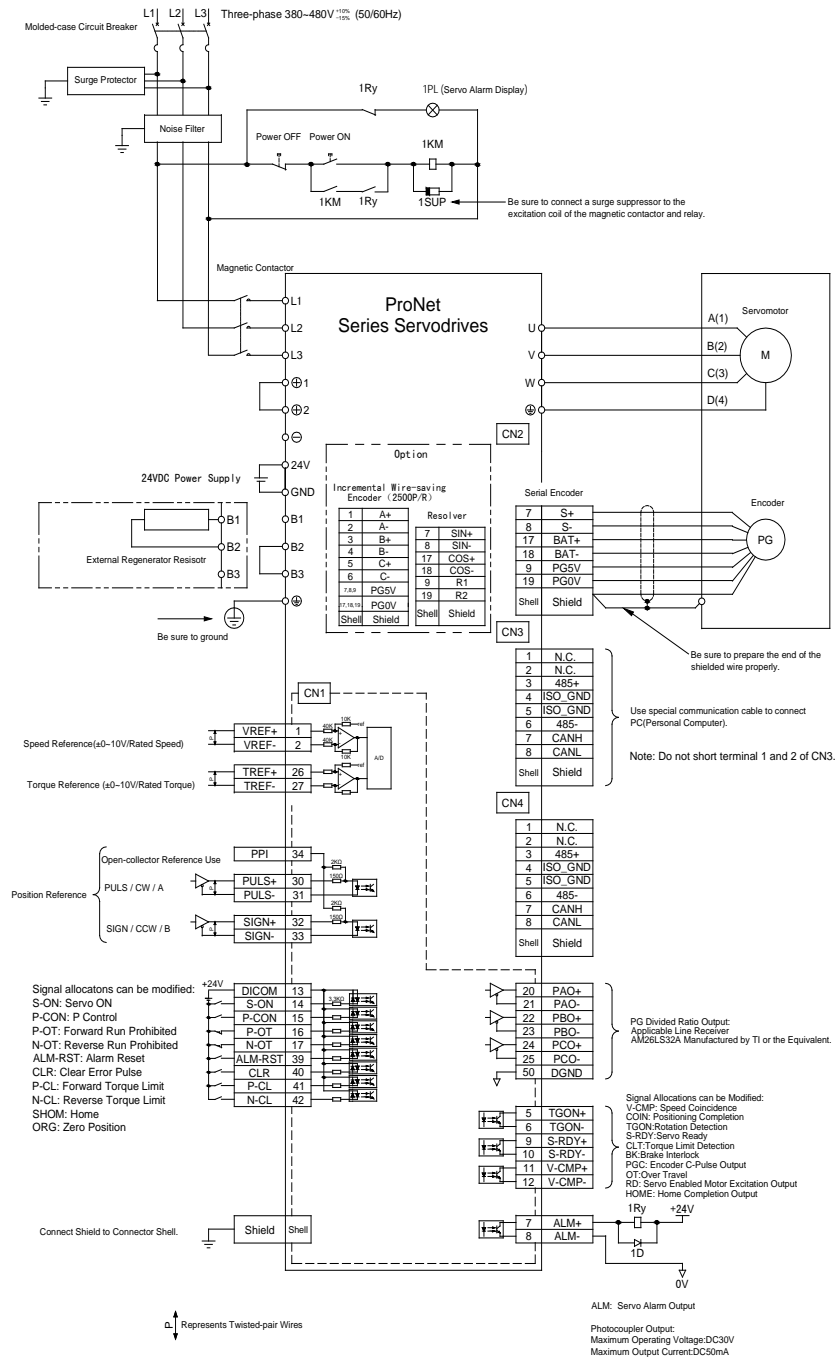 L1 L2 L3 Three-phase 380~480V +10% -15% (50/60Hz)
Molded-case Circuit Breaker
Surge Protector
Noise Filter
1Ry
1PL (Servo Alarm Display)
Power OFF Power ON
1KM
1KM
1Ry
1SUP
Be sure to connect a surge suppressor to the
excitation coil of the magnetic contactor and relay.
Magnetic Contactor
ProNet
Series Servodrives
L1
L2
L3
⊕1
⊕2
⊖
24V
GND
24VDC Power Supply
B1
B2
B3
B1
B2
B3
External Regenerator Resisotr
Be sure to ground
U
V
W
A(1)
B(2)
C(3)
D(4)
Servomotor
M
CN2
Option
Incremental Wire-saving
Encoder (2500P/R)
1 A+
2 A-
3 B+
4 B-
5 C+
6 C-
7,8,9 PG5V
17,18,19 PG0V
Shell Shield
Resolver
7 SIN+
8 SIN-
17 COS+
18 COS-
9 R1
19 R2
Shell Shield
Serial Encoder
7 S+
8 S-
17 BAT+
18 BAT-
9 PG5V
19 PG0V
Shell Shield
Encoder
PG
Be sure to prepare the end of the
shielded wire properly.
CN3
1 N.C.
2 N.C.
3 485+
4 ISO_GND
5 ISO_GND
6 485-
7 CANH
8 CANL
Shell Shield
Use special communication cable to connect
PC(Personal Computer).
Note: Do not short terminal 1 and 2 of CN3.
CN4
1 N.C.
2 N.C.
3 485+
4 ISO_GND
5 ISO_GND
6 485-
7 CANH
8 CANL
Shell Shield
CN1
Speed Reference(±0~10V/Rated Speed)
P
VREF+ 1
VREF- 2
40K
40K
10K
10K
ref
A/D
Torque Reference (±0~10V/Rated Torque)
P
TREF+ 26
TREF- 27
ref
Position Reference
Open-collector Reference Use
PPI 34
PULS / CW / A
P
PULS+ 30
PULS- 31
2KΩ
150Ω
SIGN / CCW / B
P
SIGN+ 32
SIGN- 33
2KΩ
150Ω
Signal allocatons can be modified:
S-ON: Servo ON
P-CON: P Control
P-OT: Forward Run Prohibited
N-OT: Reverse Run Prohibited
ALM-RST: Alarm Reset
CLR: Clear Error Pulse
P-CL: Forward Torque Limit
N-CL: Reverse Torque Limit
SHOM: Home
ORG: Zero Position
+24V
DICOM 13
S-ON 14
P-CON 15
P-OT 16
N-OT 17
ALM-RST 39
CLR 40
P-CL 41
N-CL 42
3.3KΩ
20 PAO+
21 PAO-
22 PBO+
23 PBO-
24 PCO+
25 PCO-
50 DGND
PG Divided Ratio Output:
Applicable Line Receiver
AM26LS32A Manufactured by TI or the Equivalent.
5 TGON+
6 TGON-
9 S-RDY+
10 S-RDY-
11 V-CMP+
12 V-CMP-
Signal Allocations can be Modified:
V-CMP: Speed Coincidence
COIN: Positioning Completion
TGON:Rotation Detection
S-RDY:Servo Ready
CLT:Torque Limit Detection
BK:Brake Interlock
PGC: Encoder C-Pulse Output
OT:Over Travel
RD: Servo Enabled Motor Excitation Output
HOME: Home Completion Output
Connect Shield to Connector Shell.
Shield Shell
7 ALM+
8 ALM-
1Ry
+24V
1D
0V
ALM: Servo Alarm Output
P Represents Twisted-pair Wires
Photocoupler Output:
Maximum Operating Voltage:DC30V
Maximum Output Current:DC50mA